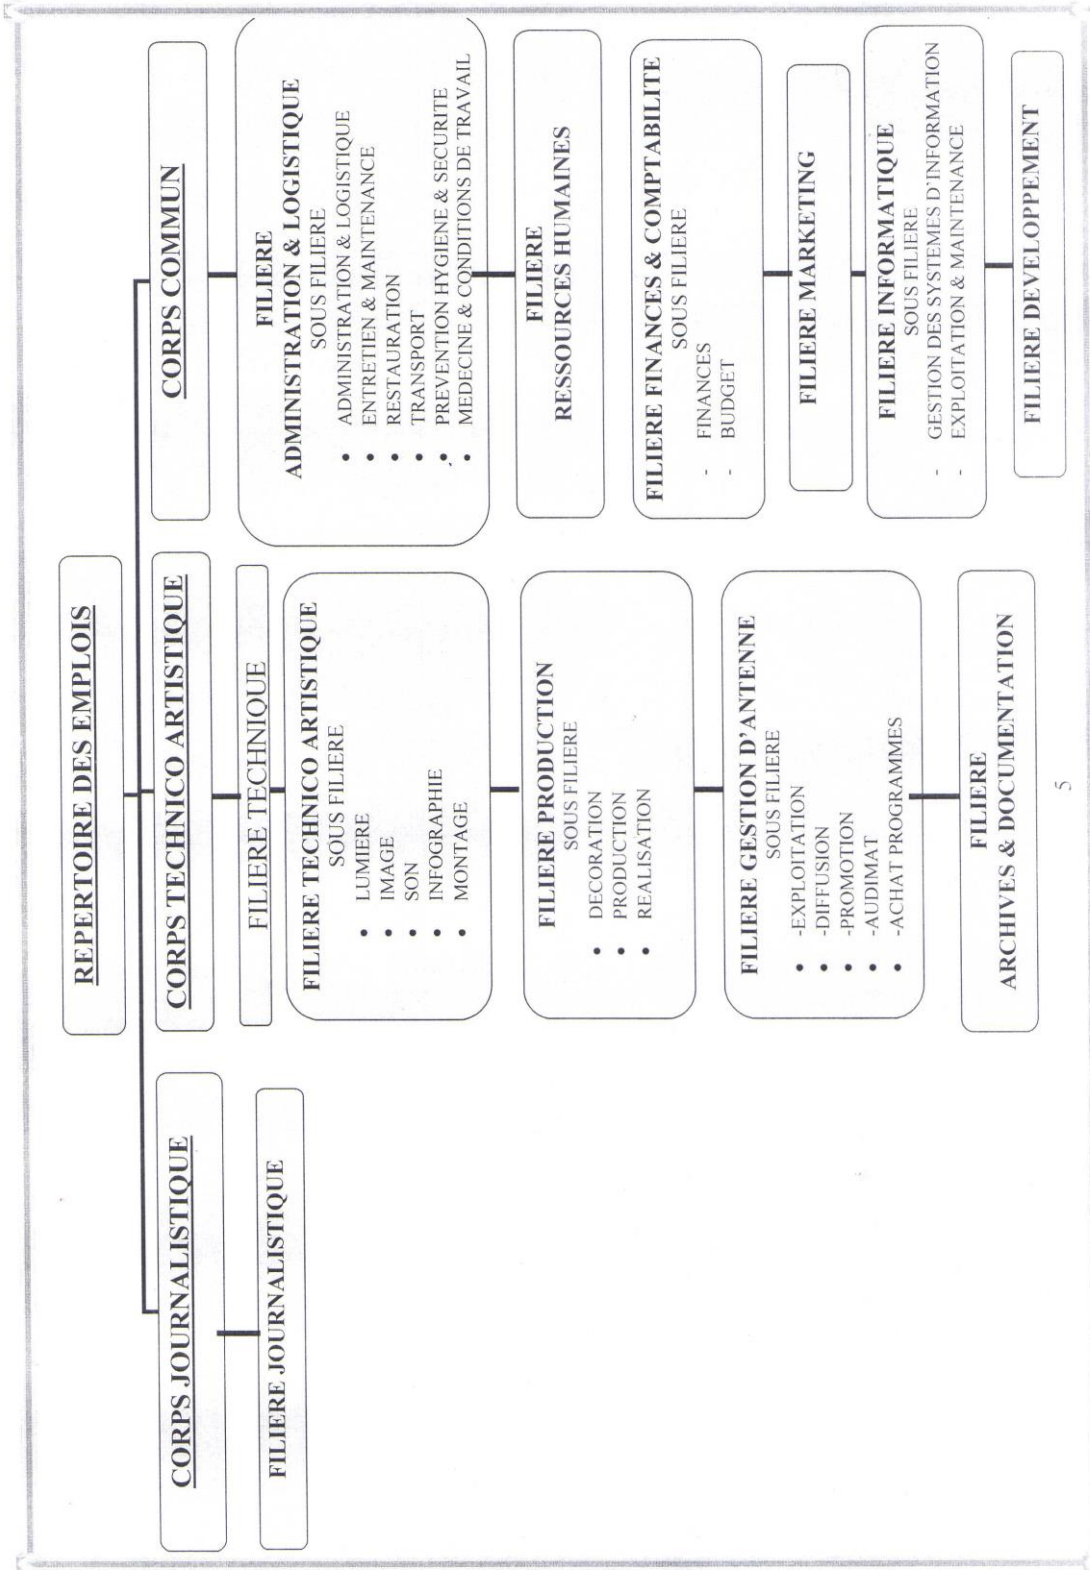 REPERTOIRE DES EMPLOIS
CORPS JOURNALISTIQUE
FILIERE JOURNALISTIQUE
CORPS TECHNICO ARTISTIQUE
FILIERE TECHNIQUE
FILIERE TECHNICO ARTISTIQUE
SOUS FILIERE
• LUMIERE
• IMAGE
• SON
• INFOGRAPHIE
• MONTAGE
FILIERE PRODUCTION
SOUS FILIERE
• DECORATION
• PRODUCTION
• REALISATION
FILIERE GESTION D'ANTENNE
SOUS FILIERE
• -EXPLOITATION
• -DIFFUSION
• -PROMOTION
• -AUDIMAT
• -ACHAT PROGRAMMES
FILIERE
ARCHIVES & DOCUMENTATION
CORPS COMMUN
FILIERE
ADMINISTRATION & LOGISTIQUE
SOUS FILIERE
• ADMINISTRATION & LOGISTIQUE
• ENTRETIEN & MAINTENANCE
• RESTAURATION
• TRANSPORT
• PREVENTION HYGIENE & SECURITE
• MEDECINE & CONDITIONS DE TRAVAIL
FILIERE
RESSOURCES HUMAINES
FILIERE FINANCES & COMPTABILITE
SOUS FILIERE
- FINANCES
- BUDGET
FILIERE MARKETING
FILIERE INFORMATIQUE
SOUS FILIERE
- GESTION DES SYSTEMES D'INFORMATION
- EXPLOITATION & MAINTENANCE
FILIERE DEVELOPPEMENT
5